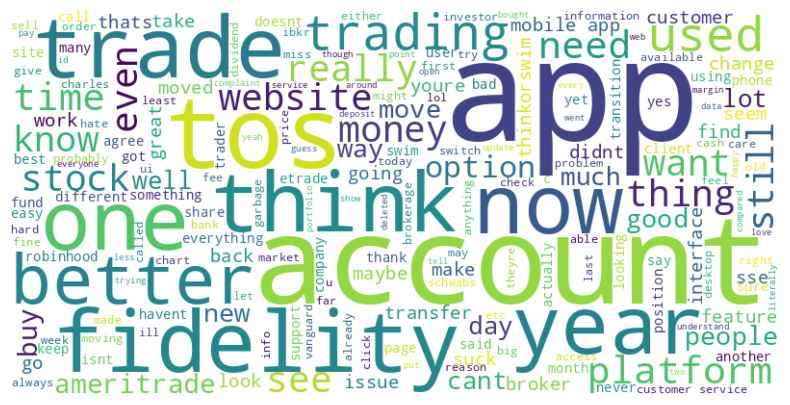 call take investor either bought information customer
sell order thats dividend ibkr miss though point mobile app
pay id many site give doesnt user first try web available
trade trading need used
charles complaint service around might open every went margin data
even moved really youre bad thinkorswim change using phone
time least hate website lol app yet transition yes lot
know work agree great trader price move swim seem find
best probably got tos money way switch client care cash
ui yeah guess deposit today update problem didnt feel old happy
stock well fee etrade going option check much want thing still
different something share garbage portfolio show deleted brokerage anything c compared love
fund easy hard fine bank think now good interface desktop
one everything called back company maybe thank may make able last actually looking say right sure
robinhood chart market u theyre schwabs tell sse position literally
better less trying havent let far transfer day said big feature
buy new support vanguard info already issue suck broker month etc access people
go keep made week ill moving click page reason cant never another understand two
isnt account
fidelity year platform
always ameritrade look see put customer service
everyone